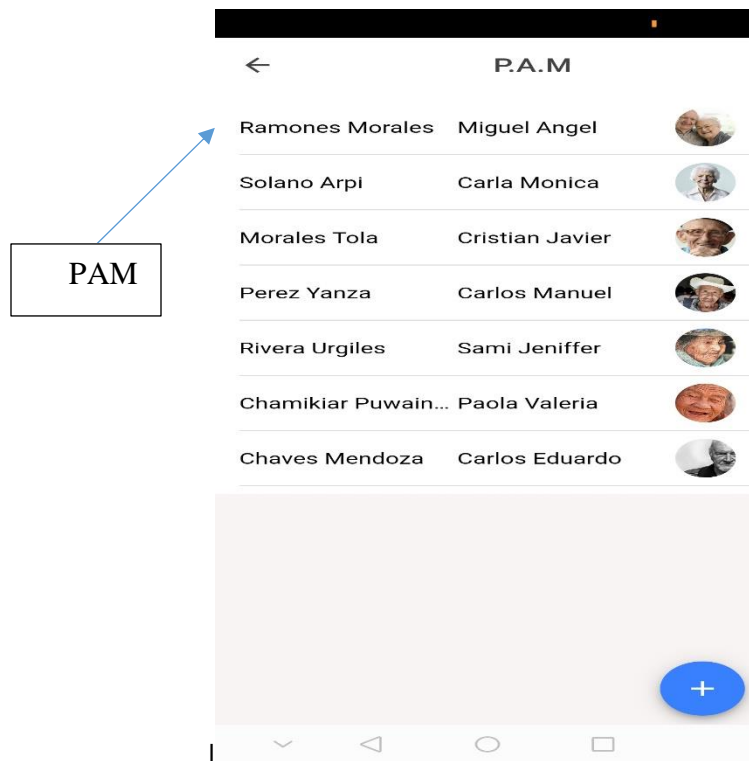 P.A.M
Ramones Morales Miguel Angel
Solano Arpi Carla Monica
Morales Tola Cristian Javier
PAM
Perez Yanza Carlos Manuel
Rivera Urgiles Sami Jeniffer
Chamikiar Puwain... Paola Valeria
Chaves Mendoza Carlos Eduardo
+